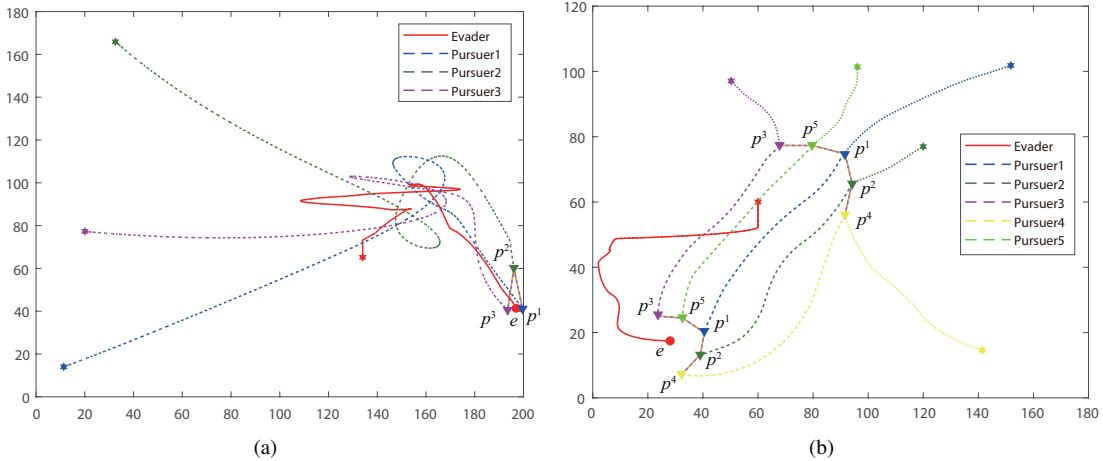 180
160
140
120
100
80
60
40
20
0
0 20 40 60 80 100 120 140 160 180 200
Evader
Pursuer1
Pursuer2
Pursuer3
p²
p³
e
p¹
(a)
120
100
80
60
40
20
0
0 20 40 60 80 100 120 140 160 180
Evader
Pursuer1
Pursuer2
Pursuer3
Pursuer4
Pursuer5
p³
p⁵
p¹
p²
p⁴
p³
p⁵
p¹
e
p²
p⁴
(b)